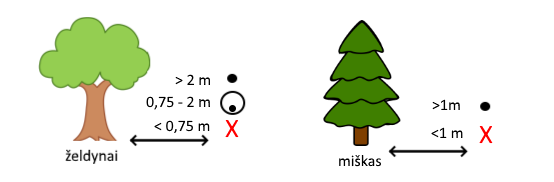 > 2 m
0,75 - 2 m
< 0,75 m X
želdynai
>1m
<1 m X
miškas